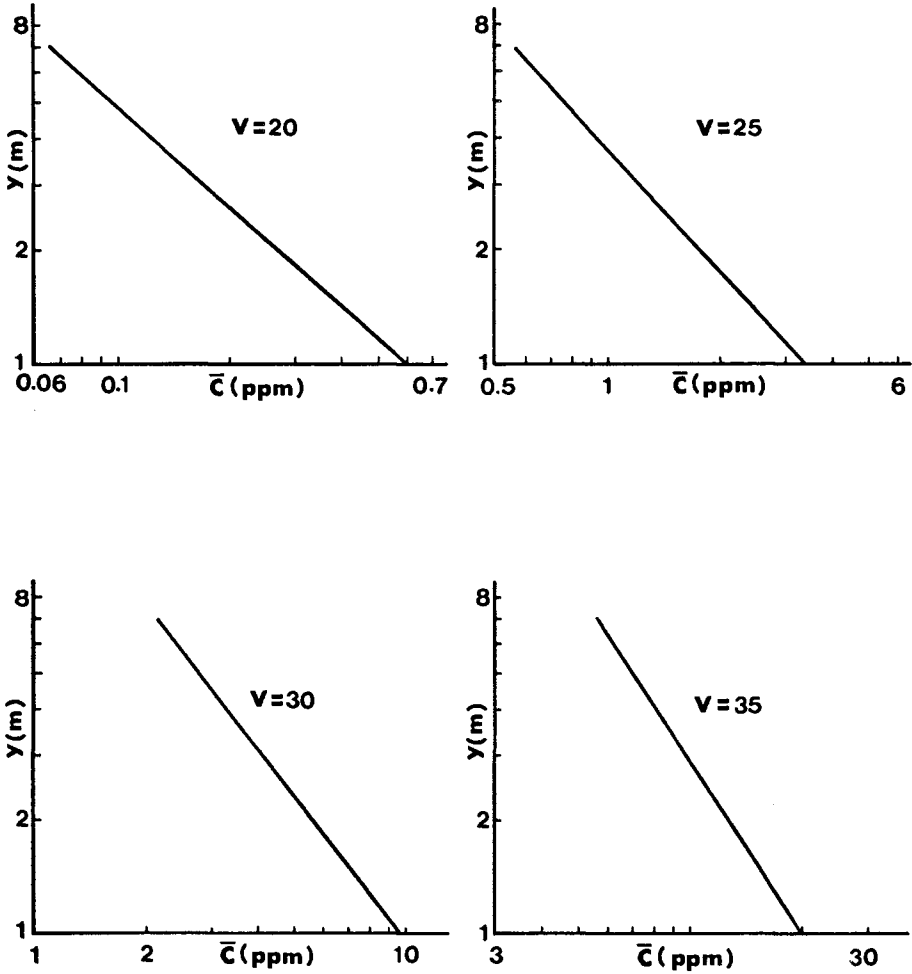 8
y(m)
2
1
V=20
0.06 0.1 C̅(ppm) 0.7
8
y(m)
2
1
V=25
0.5 1 C̅(ppm) 6
8
y(m)
2
1
V=30
1 2 C̅(ppm) 10
8
y(m)
2
1
V=35
3 C̅(ppm) 30